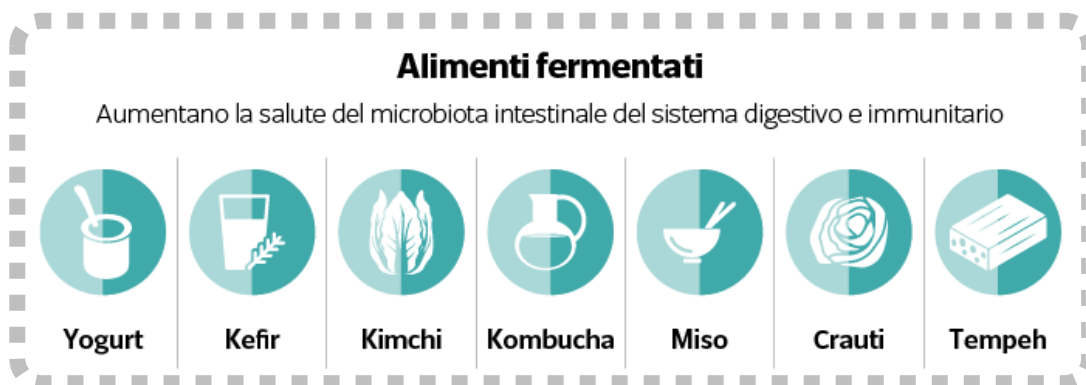 Alimenti fermentati
Aumentano la salute del microbiota intestinale del sistema digestivo e immunitario
Yogurt Kefir Kimchi Kombucha Miso Crauti Tempeh